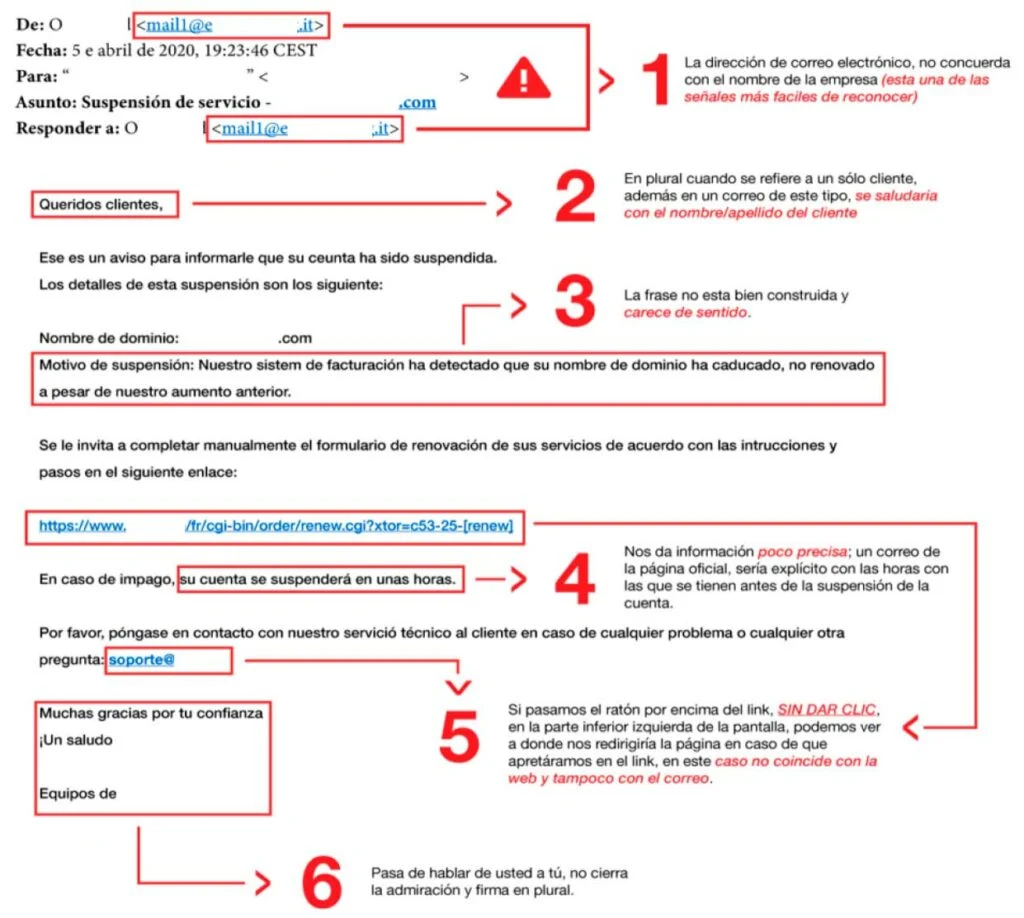 De: O l <mail1@e .it>
Fecha: 5 e abril de 2020, 19:23:46 CEST
Para: “ ” < >
Asunto: Suspensión de servicio - .com
Responder a: O l <mail1@e .it>
1
La dirección de correo electrónico, no concuerda
con el nombre de la empresa (esta una de las
señales más faciles de reconocer)
Queridos clientes,
2
En plural cuando se refiere a un sólo cliente,
además en un correo de este tipo, se saludaria
con el nombre/apellido del cliente
Ese es un aviso para informarle que su ceunta ha sido suspendida.
Los detalles de esta suspensión son los siguiente:
3
La frase no esta bien construida y
carece de sentido.
Nombre de dominio: .com
Motivo de suspensión: Nuestro sistem de facturación ha detectado que su nombre de dominio ha caducado, no renovado
a pesar de nuestro aumento anterior.
Se le invita a completar manualmente el formulario de renovación de sus servicios de acuerdo con las intrucciones y
pasos en el siguiente enlace:
https://www. /fr/cgi-bin/order/renew.cgi?xtor=c53-25-[renew]
En caso de impago, su cuenta se suspenderá en unas horas.
4
Nos da información poco precisa; un correo de
la página oficial, sería explícito con las horas con
las que se tienen antes de la suspensión de la
cuenta.
Por favor, póngase en contacto con nuestro servició técnico al cliente en caso de cualquier problema o cualquier otra
pregunta: soporte@
5
Si pasamos el ratón por encima del link, SIN DAR CLIC,
en la parte inferior izquierda de la pantalla, podemos ver
a donde nos redirigiría la página en caso de que
apretáramos en el link, en este caso no coincide con la
web y tampoco con el correo.
Muchas gracias por tu confianza
¡Un saludo
Equipos de
6
Pasa de hablar de usted a tú, no cierra
la admiración y firma en plural.